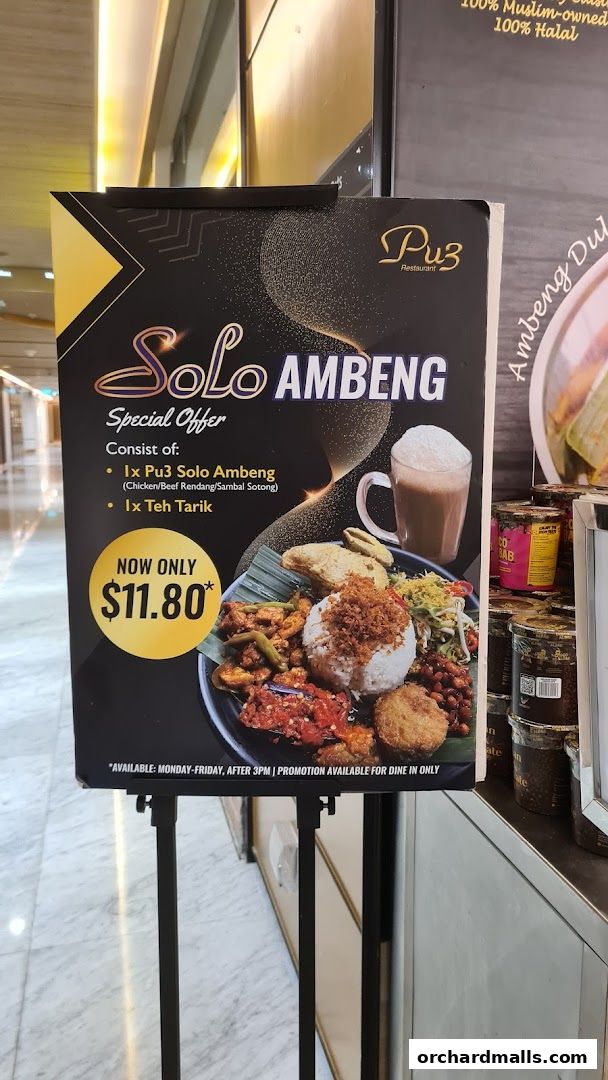 100% Muslim-owned
100% Halal
Pu3
Restaurant
Solo AMBENG
Special Offer
Consist of:
• 1x Pu3 Solo Ambeng
(Chicken/Beef Rendang/Sambal Sotong)
• 1x Teh Tarik
NOW ONLY
$11.80*
*AVAILABLE: MONDAY-FRIDAY, AFTER 3PM | PROMOTION AVAILABLE FOR DINE IN ONLY
Ambeng
orchardmalls.com